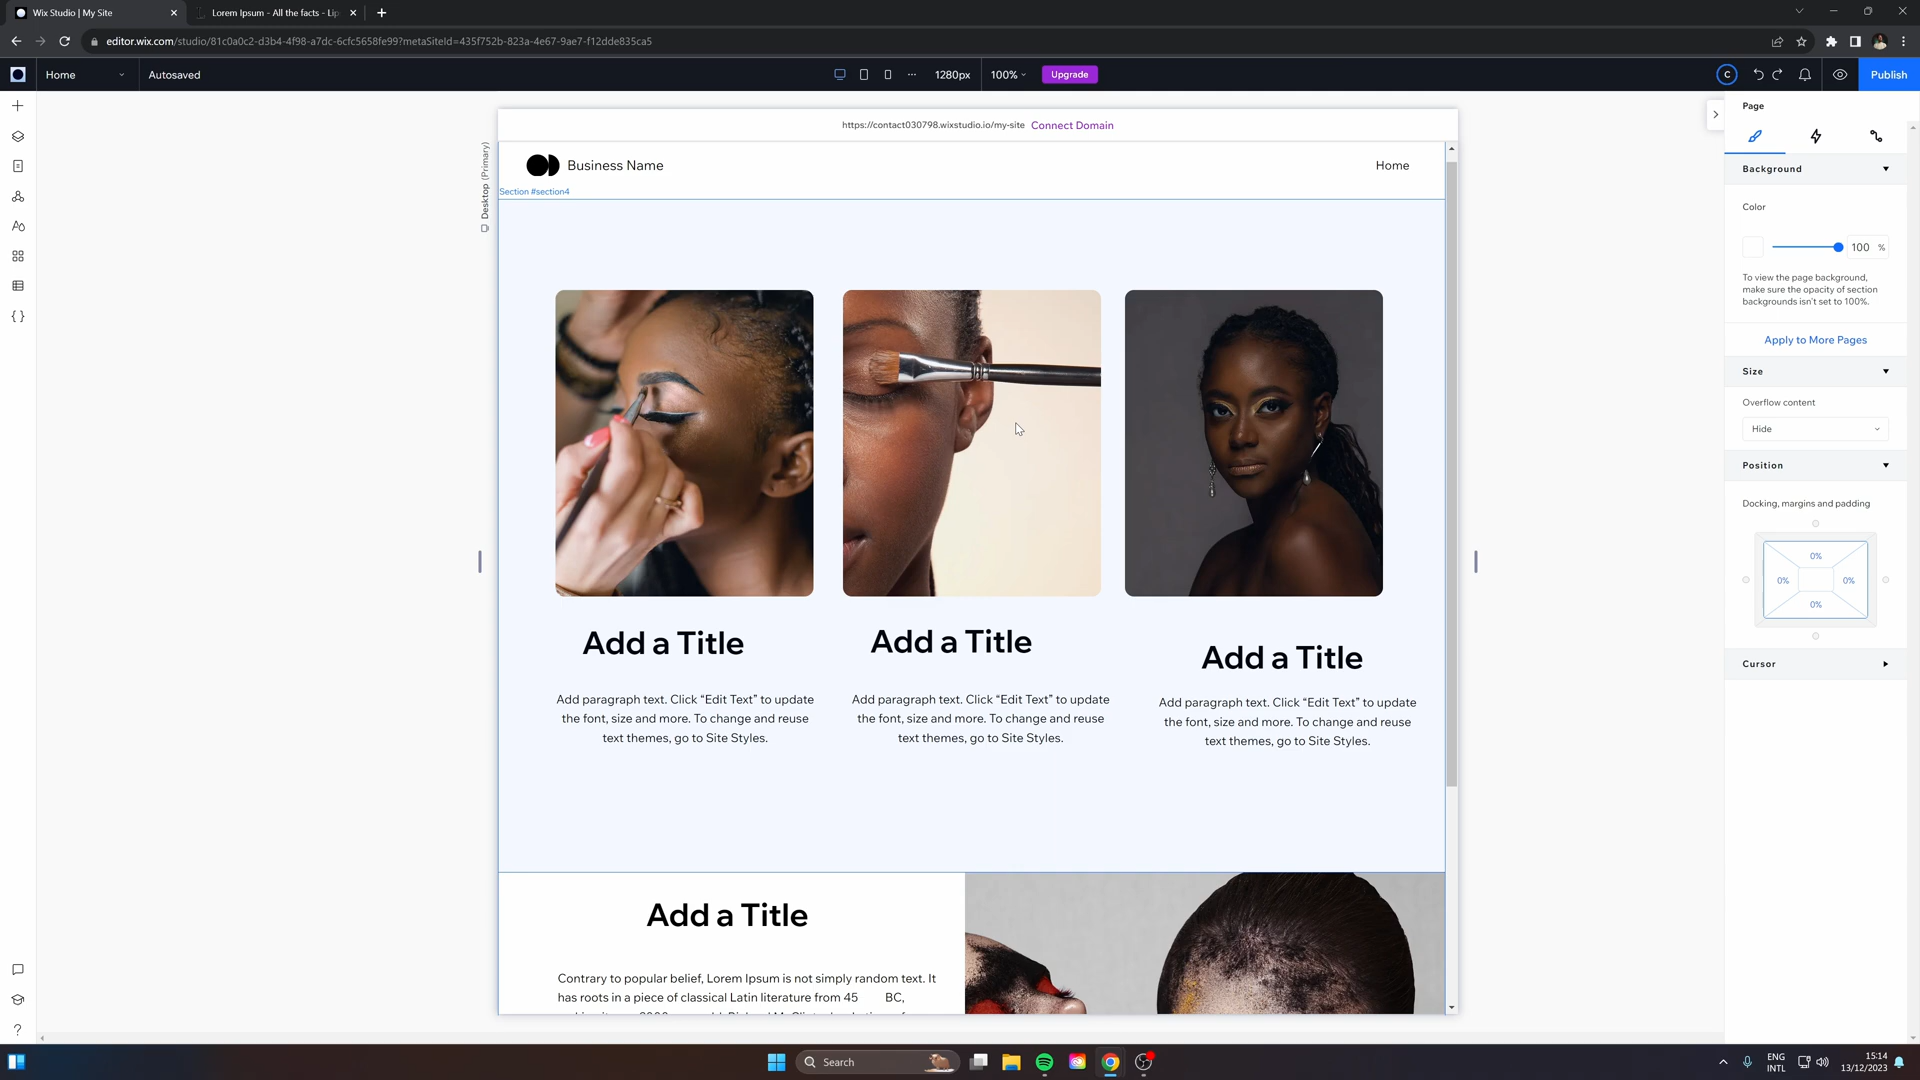 Wix Studio | My Site
Lorem Ipsum - All the facts - Lip
editor.wix.com/studio/81c0a0c2-d3b4-4f98-a7dc-6cfc5658fe99?metaSiteId=435f752b-823a-4e67-9ae7-f12dde835ca5
Home
Autosaved
1280px
100%
Upgrade
C
Publish
Page
https://contact030798.wixstudio.io/my-site Connect Domain
Desktop (Primary)
Business Name
Home
Section #section4
Background
Color
100 %
To view the page background,
make sure the opacity of section
backgrounds isn't set to 100%.
Apply to More Pages
Size
Overflow content
Hide
Position
Docking, margins and padding
0%
0%
0%
0%
Cursor
Add a Title
Add a Title
Add a Title
Add paragraph text. Click “Edit Text” to update
the font, size and more. To change and reuse
text themes, go to Site Styles.
Add paragraph text. Click “Edit Text” to update
the font, size and more. To change and reuse
text themes, go to Site Styles.
Add paragraph text. Click “Edit Text” to update
the font, size and more. To change and reuse
text themes, go to Site Styles.
Add a Title
Contrary to popular belief, Lorem Ipsum is not simply random text. It
has roots in a piece of classical Latin literature from 45 BC,
Search
ENG
INTL
15:14
13/12/2023